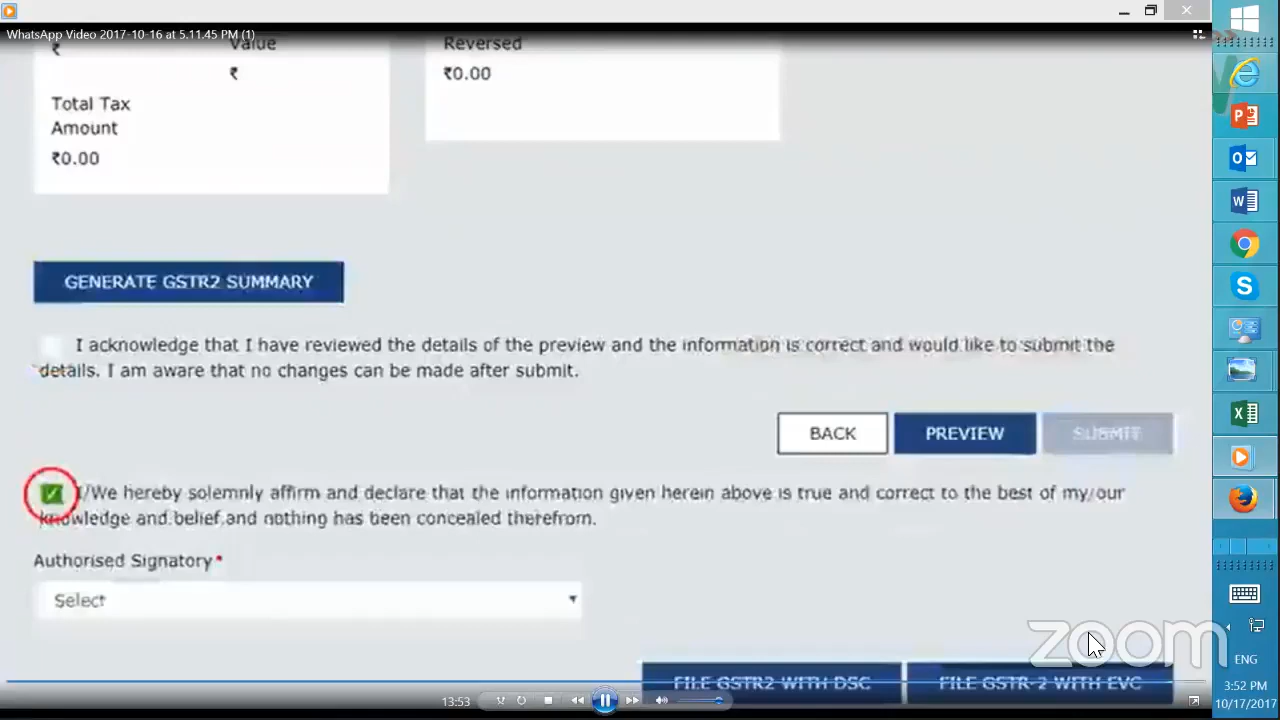 WhatsApp Video 2017-10-16 at 5.11.45 PM (1)
₹
Value
₹
Total Tax
Amount
₹0.00
Reversed
₹0.00
GENERATE GSTR2 SUMMARY
I acknowledge that I have reviewed the details of the preview and the information is correct and would like to submit the
details. I am aware that no changes can be made after submit.
BACK
PREVIEW
SUBMIT
I/We hereby solemnly affirm and declare that the information given herein above is true and correct to the best of my/our
knowledge and belief and nothing has been concealed therefrom.
Authorised Signatory*
Select
FILE GSTR2 WITH DSC
FILE GSTR-2 WITH EVC
13:53
zoom
ENG
3:52 PM
10/17/2017